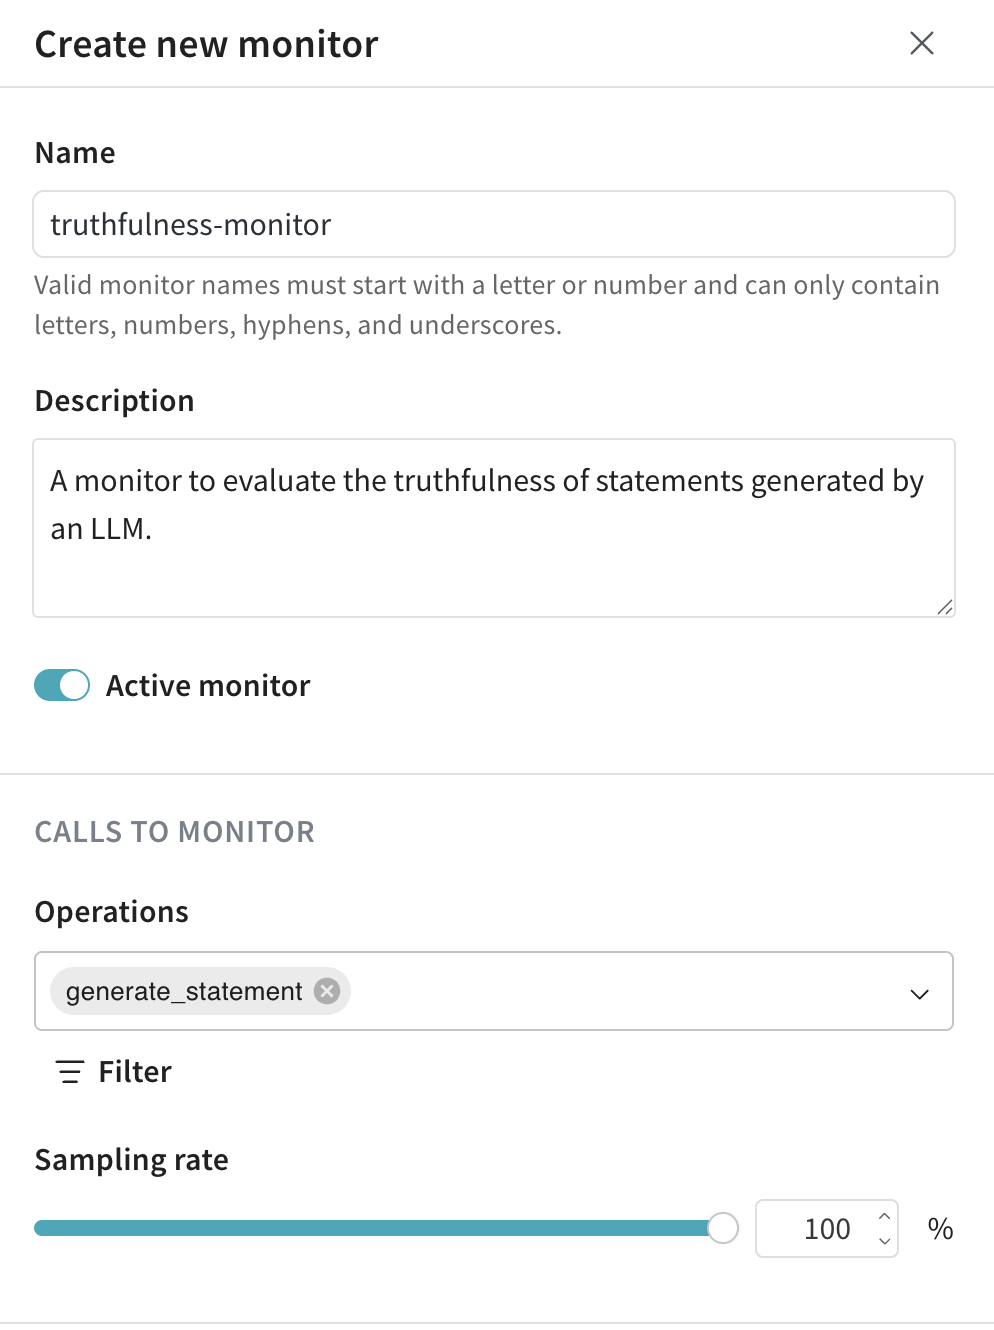 Create new monitor
Name
truthfulness-monitor
Valid monitor names must start with a letter or number and can only contain
letters, numbers, hyphens, and underscores.
Description
A monitor to evaluate the truthfulness of statements generated by
an LLM.
Active monitor
CALLS TO MONITOR
Operations
generate_statement
Filter
Sampling rate
100 %